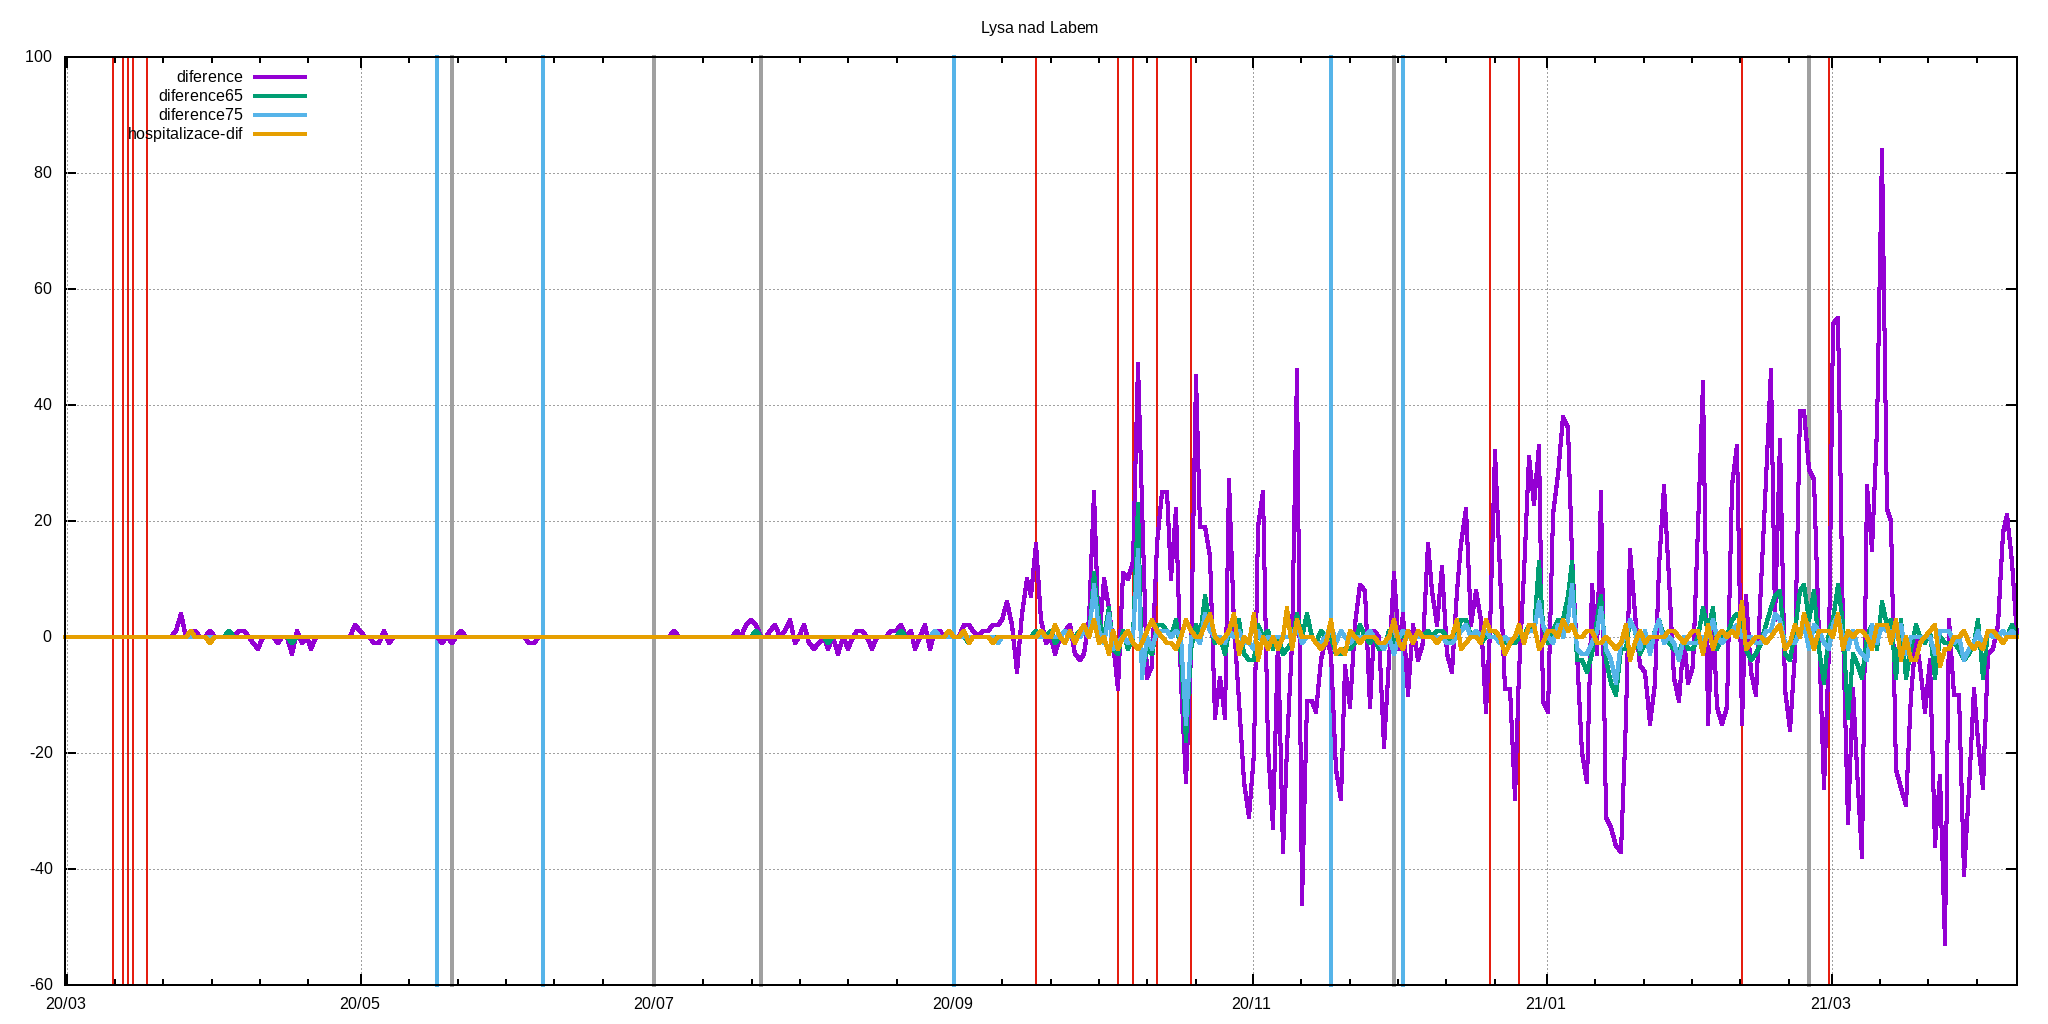 Lysa nad Labem
100
80
60
40
20
0
-20
-40
-60
diference
diference65
diference75
hospitalizace-dif
20/03 20/05 20/07 20/09 20/11 21/01 21/03